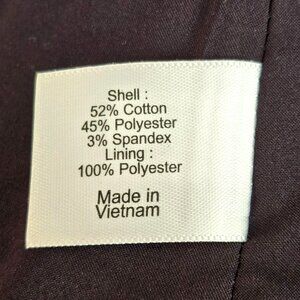 Shell :
52% Cotton
45% Polyester
3% Spandex
Lining :
100% Polyester
Made in
Vietnam